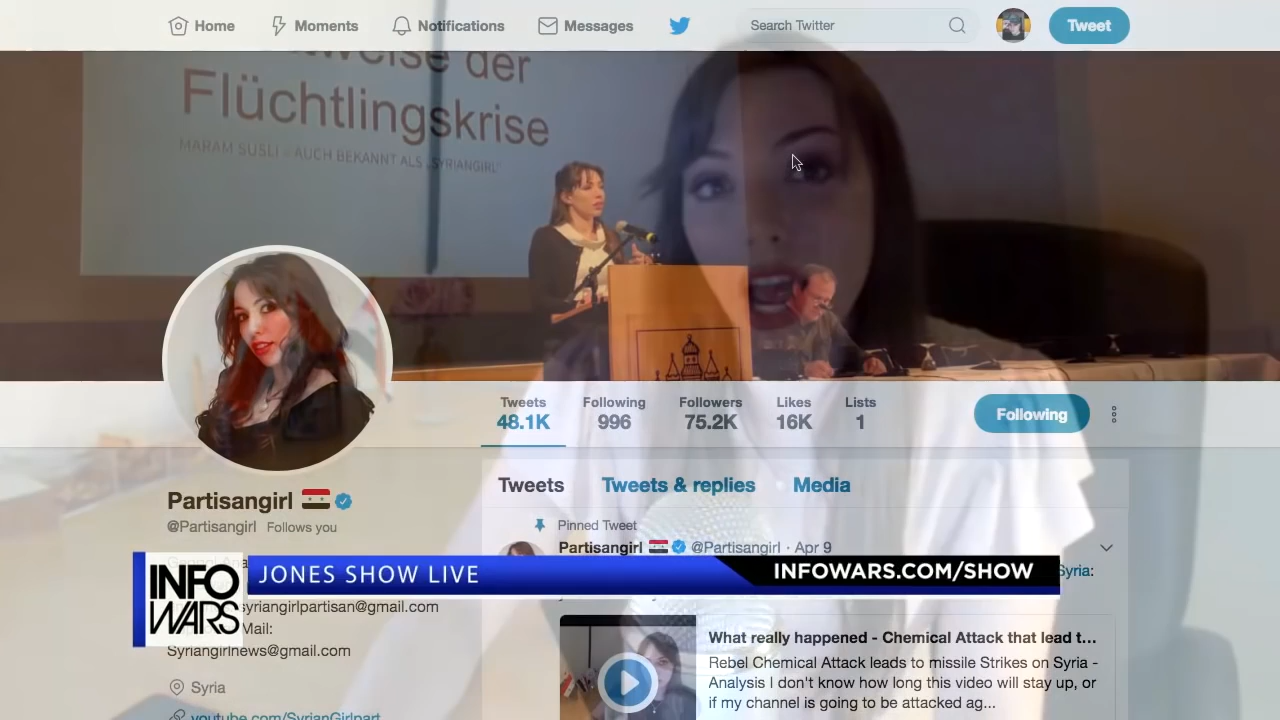 Home
Moments
Notifications
Messages
Search Twitter
Tweet
der
Flüchtlingskrise
MARAM SUSLI - AUCH BEKANNT ALS „SYRIANGIRL“
Tweets
48.1K
Following
996
Followers
75.2K
Likes
16K
Lists
1
Following
Partisangirl
@Partisangirl Follows you
syriangirlpartisan@gmail.com
Mail:
Syriangirlnews@gmail.com
Syria
youtube.com/SyrianGirlpart
Tweets
Tweets & replies
Media
Pinned Tweet
Partisangirl @Partisangirl · Apr 9
Syria:
INFO
WARS
JONES SHOW LIVE
INFOWARS.COM/SHOW
What really happened - Chemical Attack that lead t...
Rebel Chemical Attack leads to missile Strikes on Syria -
Analysis I don't know how long this video will stay up, or
if my channel is going to be attacked ag...